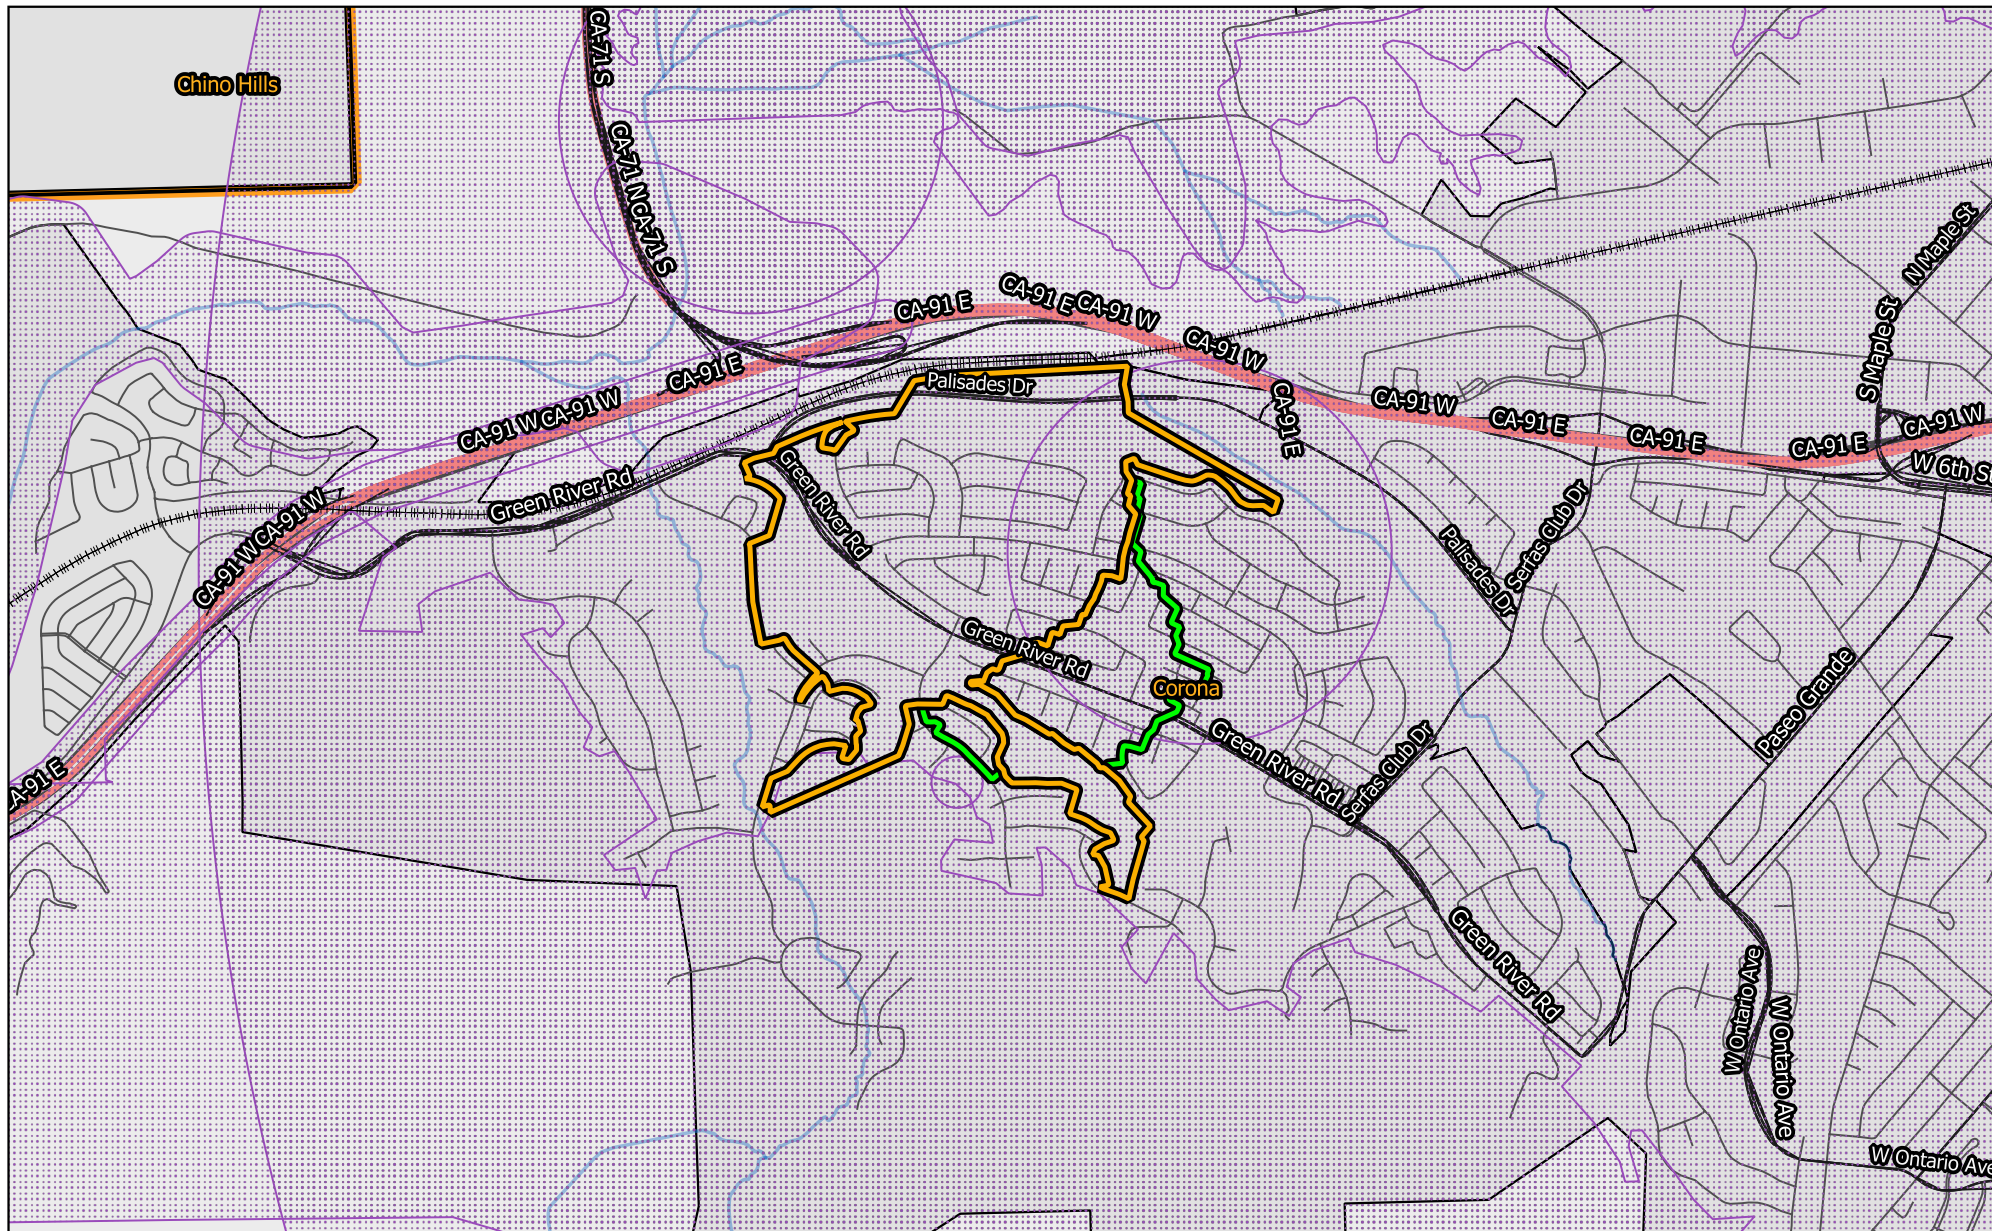 CA-71 S
Chino Hills
CA-71 N
CA-71 S
N Maple St
CA-91 E
CA-91 E
CA-91 W
S Maple St
CA-91 W
CA-91 E
Palisades Dr
CA-91 W
CA-91 W
CA-91 E
CA-91 W
CA-91 E
CA-91 E
CA-91 E
CA-91 W
W 6th St
Green River Rd
Green River Rd
CA-91 W
CA-91 W
Serfas Club Dr
Palisades Dr
Green River Rd
Corona
Paseo Grande
Green River Rd
Serfas Club Dr
CA-91 E
Green River Rd
W Ontario Ave
W Ontario Ave
W Ontario Ave